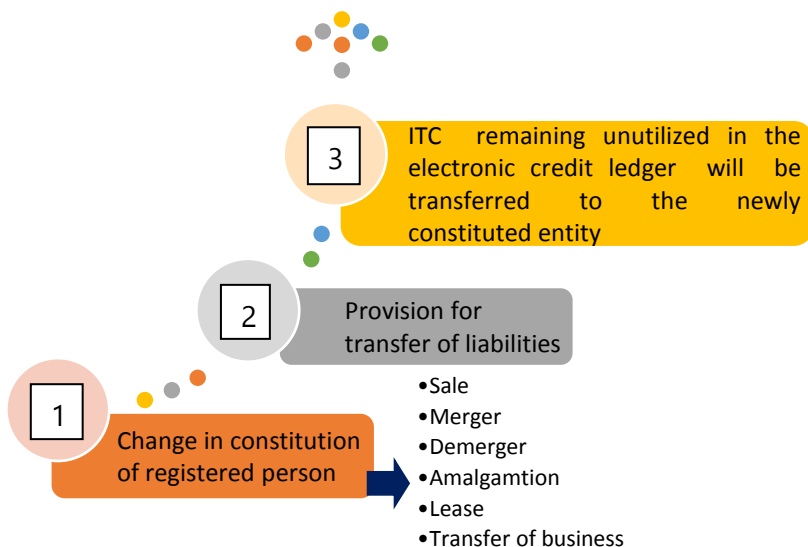 1
Change in constitution
of registered person
•Sale
•Merger
•Demerger
•Amalgamtion
•Lease
•Transfer of business
2
Provision for
transfer of liabilities
3
ITC remaining unutilized in the
electronic credit ledger will be
transferred to the newly
constituted entity